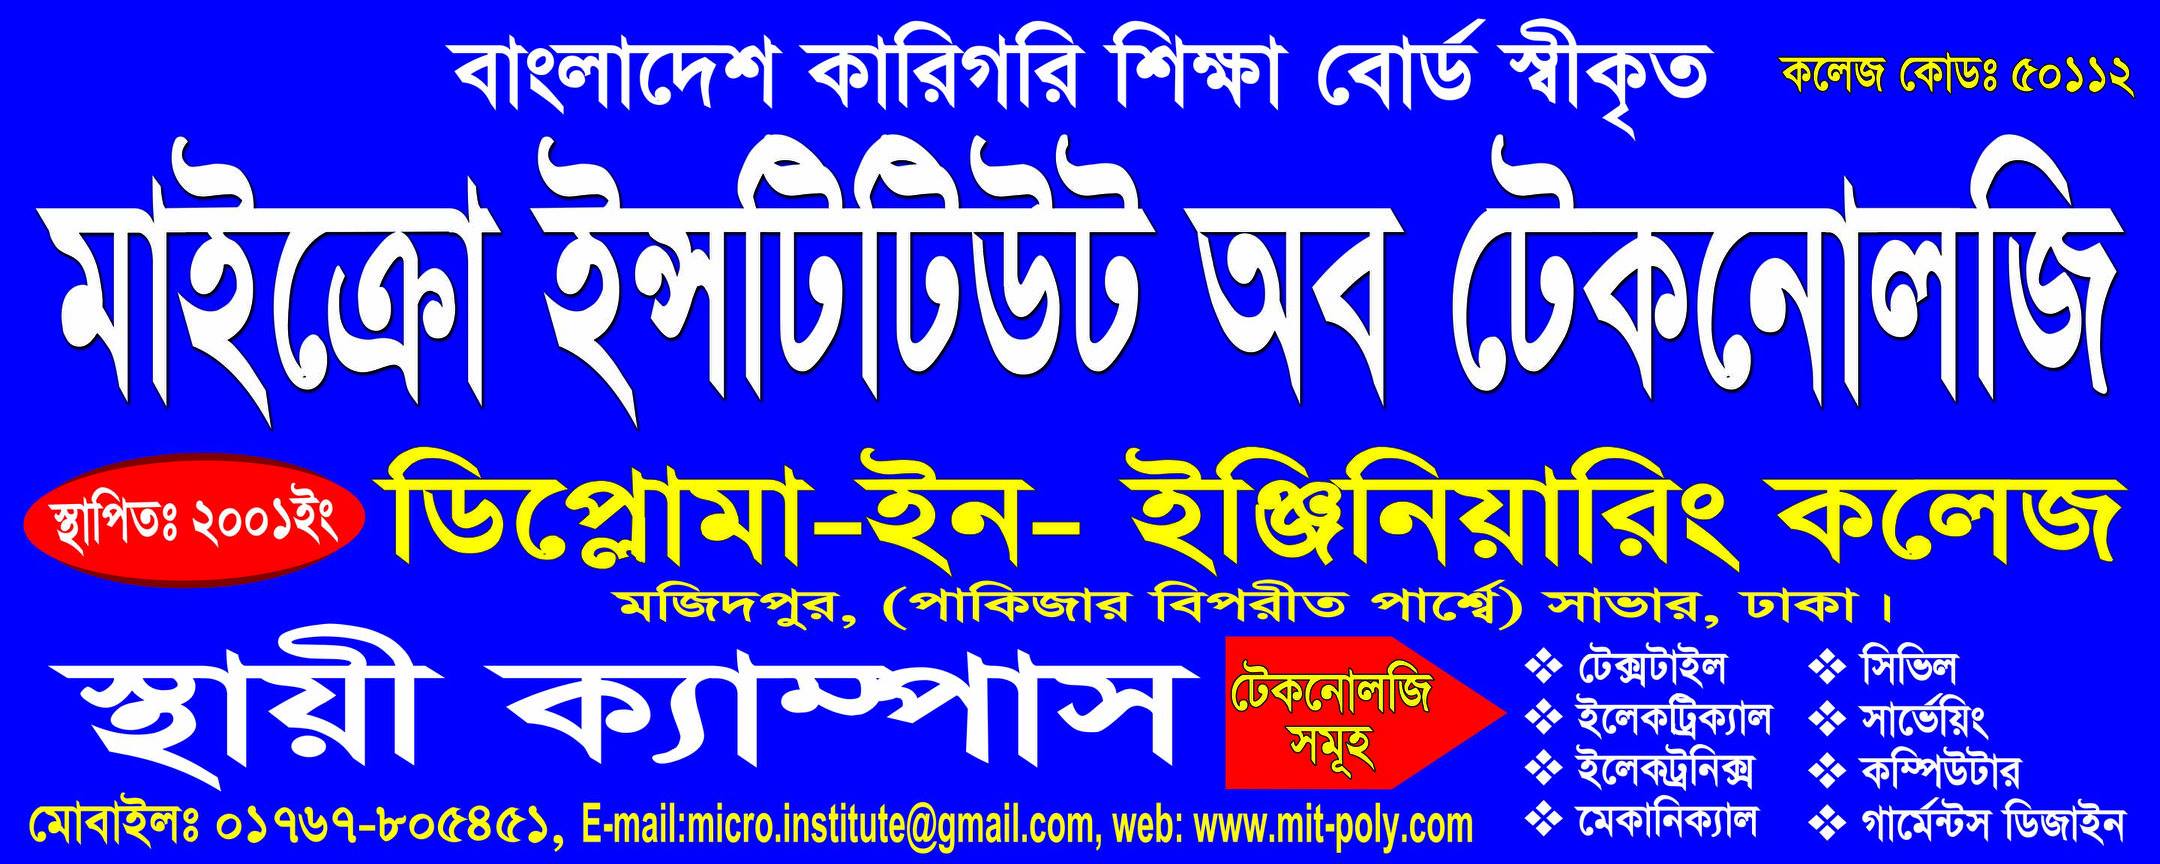 বাংলাদেশ কারিগরি শিক্ষা বোর্ড স্বীকৃত
কলেজ কোডঃ ৫০১১২
মাইক্রো ইন্সটিটিউট অব টেকনোলজি
স্থাপিতঃ ২০০১ইং
ডিপ্লোমা-ইন- ইঞ্জিনিয়ারিং কলেজ
মজিদপুর, (পাকিজার বিপরীত পার্শ্বে) সাভার, ঢাকা।
স্থায়ী ক্যাম্পাস
টেকনোলজি
সমূহ
❖ টেক্সটাইল
❖ ইলেকট্রিক্যাল
❖ ইলেকট্রনিক্স
❖ মেকানিক্যাল
❖ সিভিল
❖ সার্ভেয়িং
❖ কম্পিউটার
❖ গার্মেন্টস ডিজাইন
মোবাইলঃ ০১৭৬৭-৮০৫৪৫১, E-mail:micro.institute@gmail.com, web: www.mit-poly.com